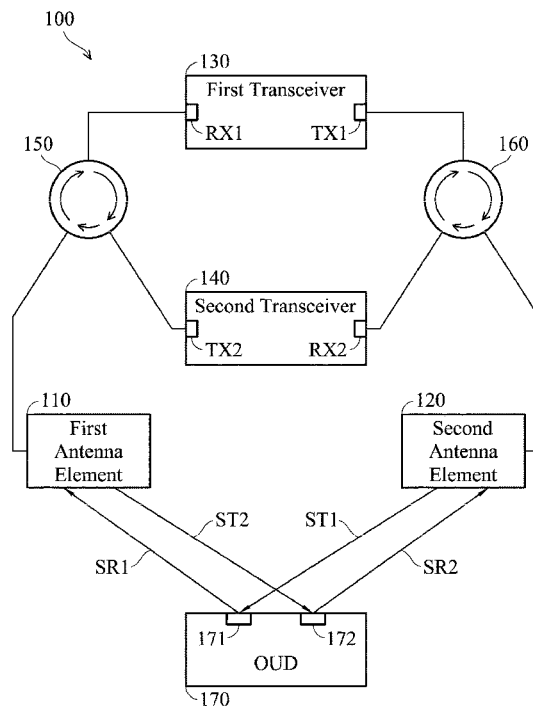 100
130
First Transceiver
RX1 TX1
150
160
140
Second Transceiver
TX2 RX2
110
First
Antenna
Element
120
Second
Antenna
Element
ST2
ST1
SR1
SR2
171
172
OUD
170